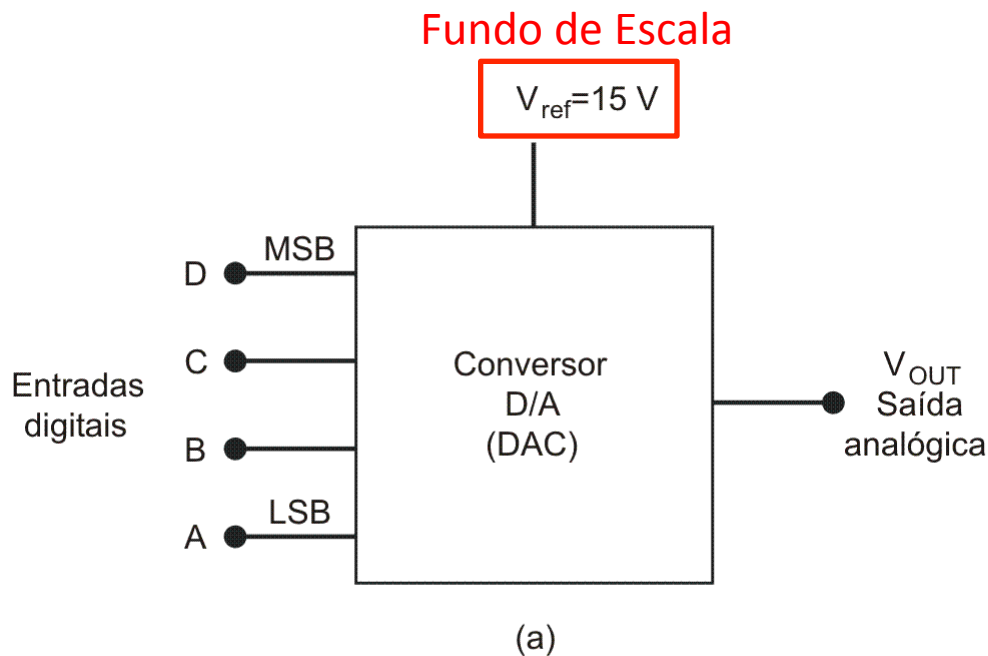 Fundo de Escala
Vref=15 V
MSB
D
C
Entradas
digitais
B
LSB
A
Conversor
D/A
(DAC)
VOUT
Saída
analógica
(a)